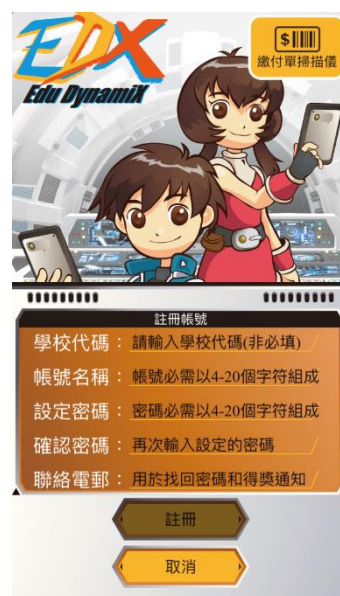 EDX
Edu DynamiX
$
繳付單掃描儀
註冊帳號
學校代碼： 請輸入學校代碼(非必填)
帳號名稱： 帳號必需以4-20個字符組成
設定密碼： 密碼必需以4-20個字符組成
確認密碼： 再次輸入設定的密碼
聯絡電郵： 用於找回密碼和得獎通知
註冊
取消